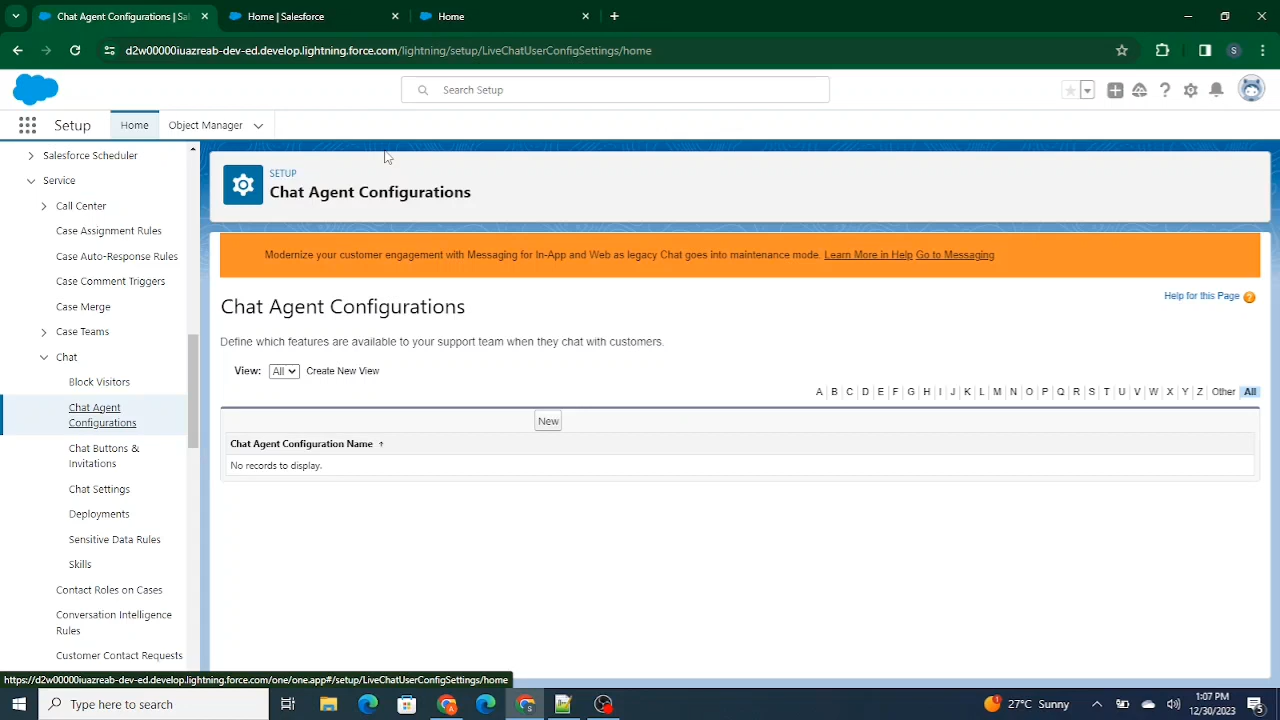 Chat Agent Configurations | Sal
Home | Salesforce
Home
d2w00000iuazreab-dev-ed.develop.lightning.force.com/lightning/setup/LiveChatUserConfigSettings/home
S
Search Setup
Setup
Home
Object Manager
Salesforce Scheduler
Service
Call Center
Case Assignment Rules
Case Auto-Response Rules
Case Comment Triggers
Case Merge
Case Teams
Chat
Block Visitors
Chat Agent
Configurations
Chat Buttons &
Invitations
Chat Settings
Deployments
Sensitive Data Rules
Skills
Contact Roles on Cases
Conversation Intelligence
Rules
Customer Contact Requests
SETUP
Chat Agent Configurations
Modernize your customer engagement with Messaging for In-App and Web as legacy Chat goes into maintenance mode. Learn More in Help Go to Messaging
Chat Agent Configurations
Help for this Page ?
Define which features are available to your support team when they chat with customers.
View: All Create New View
A | B | C | D | E | F | G | H | I | J | K | L | M | N | O | P | Q | R | S | T | U | V | W | X | Y | Z | Other All
New
Chat Agent Configuration Name ↑
No records to display.
https://d2w00000iuazreab-dev-ed.develop.lightning.force.com/one/one.app#/setup/LiveChatUserConfigSettings/home
Type here to search
27°C Sunny
1:07 PM
12/30/2023